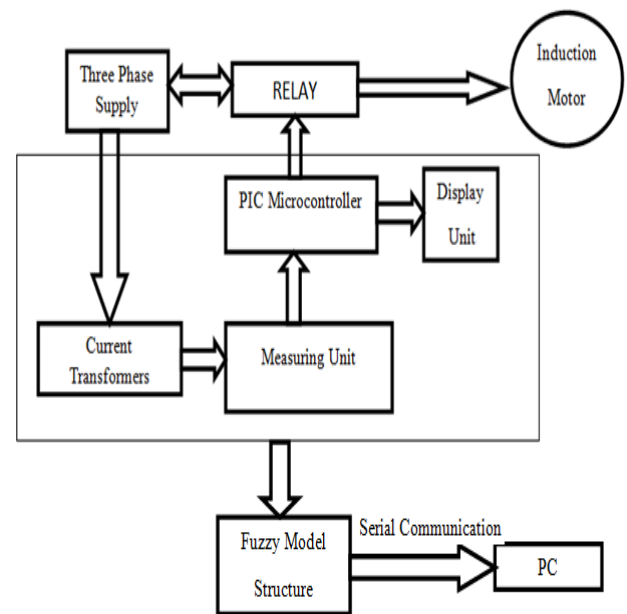 Three Phase
Supply
RELAY
Induction
Motor
PIC Microcontroller
Display
Unit
Current
Transformers
Measuring Unit
Fuzzy Model
Structure
Serial Communication
PC